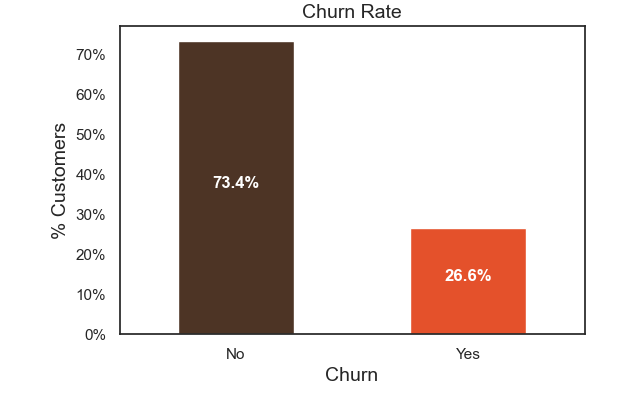 Churn Rate
% Customers
70%
60%
50%
40%
30%
20%
10%
0%
73.4%
26.6%
No
Yes
Churn